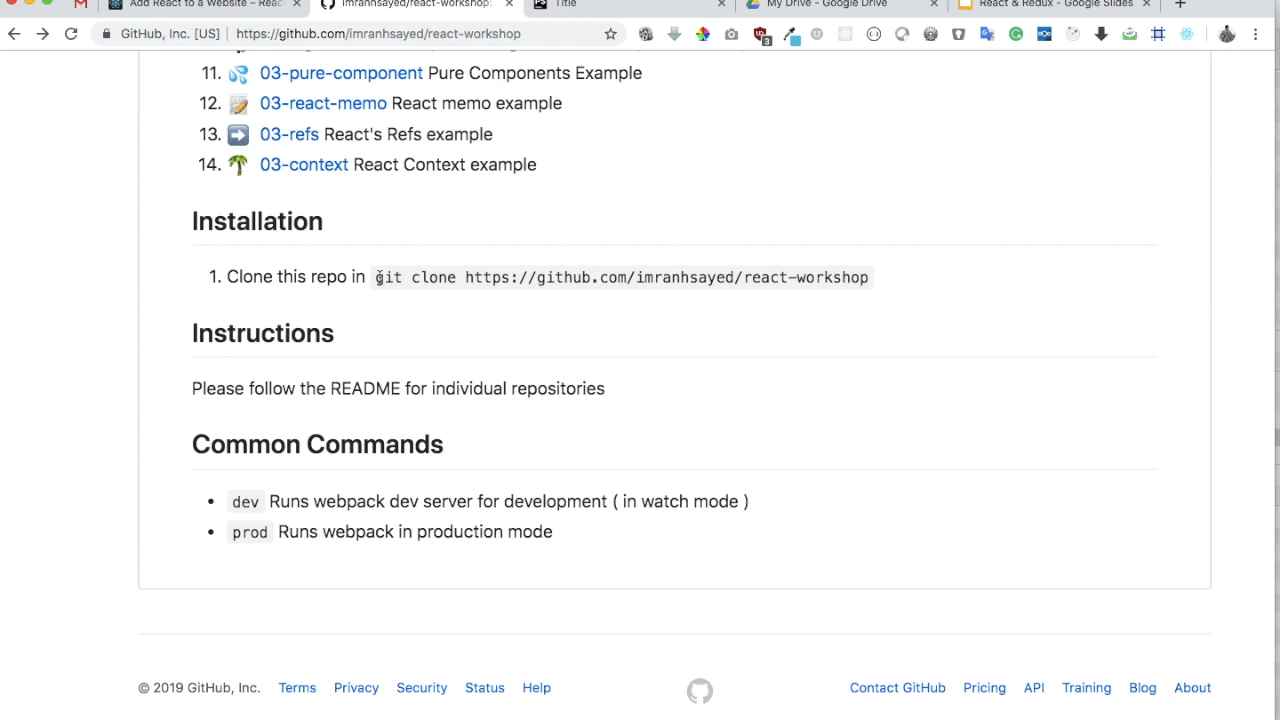 Add React to a Website – Reac
imranhsayed/react-workshop:
Title
My Drive - Google Drive
React & Redux - Google Slides
GitHub, Inc. [US] | https://github.com/imranhsayed/react-workshop
11. 03-pure-component Pure Components Example
12. 03-react-memo React memo example
13. 03-refs React's Refs example
14. 03-context React Context example
Installation
1. Clone this repo in git clone https://github.com/imranhsayed/react-workshop
Instructions
Please follow the README for individual repositories
Common Commands
• dev Runs webpack dev server for development ( in watch mode )
• prod Runs webpack in production mode
© 2019 GitHub, Inc. Terms Privacy Security Status Help Contact GitHub Pricing API Training Blog About